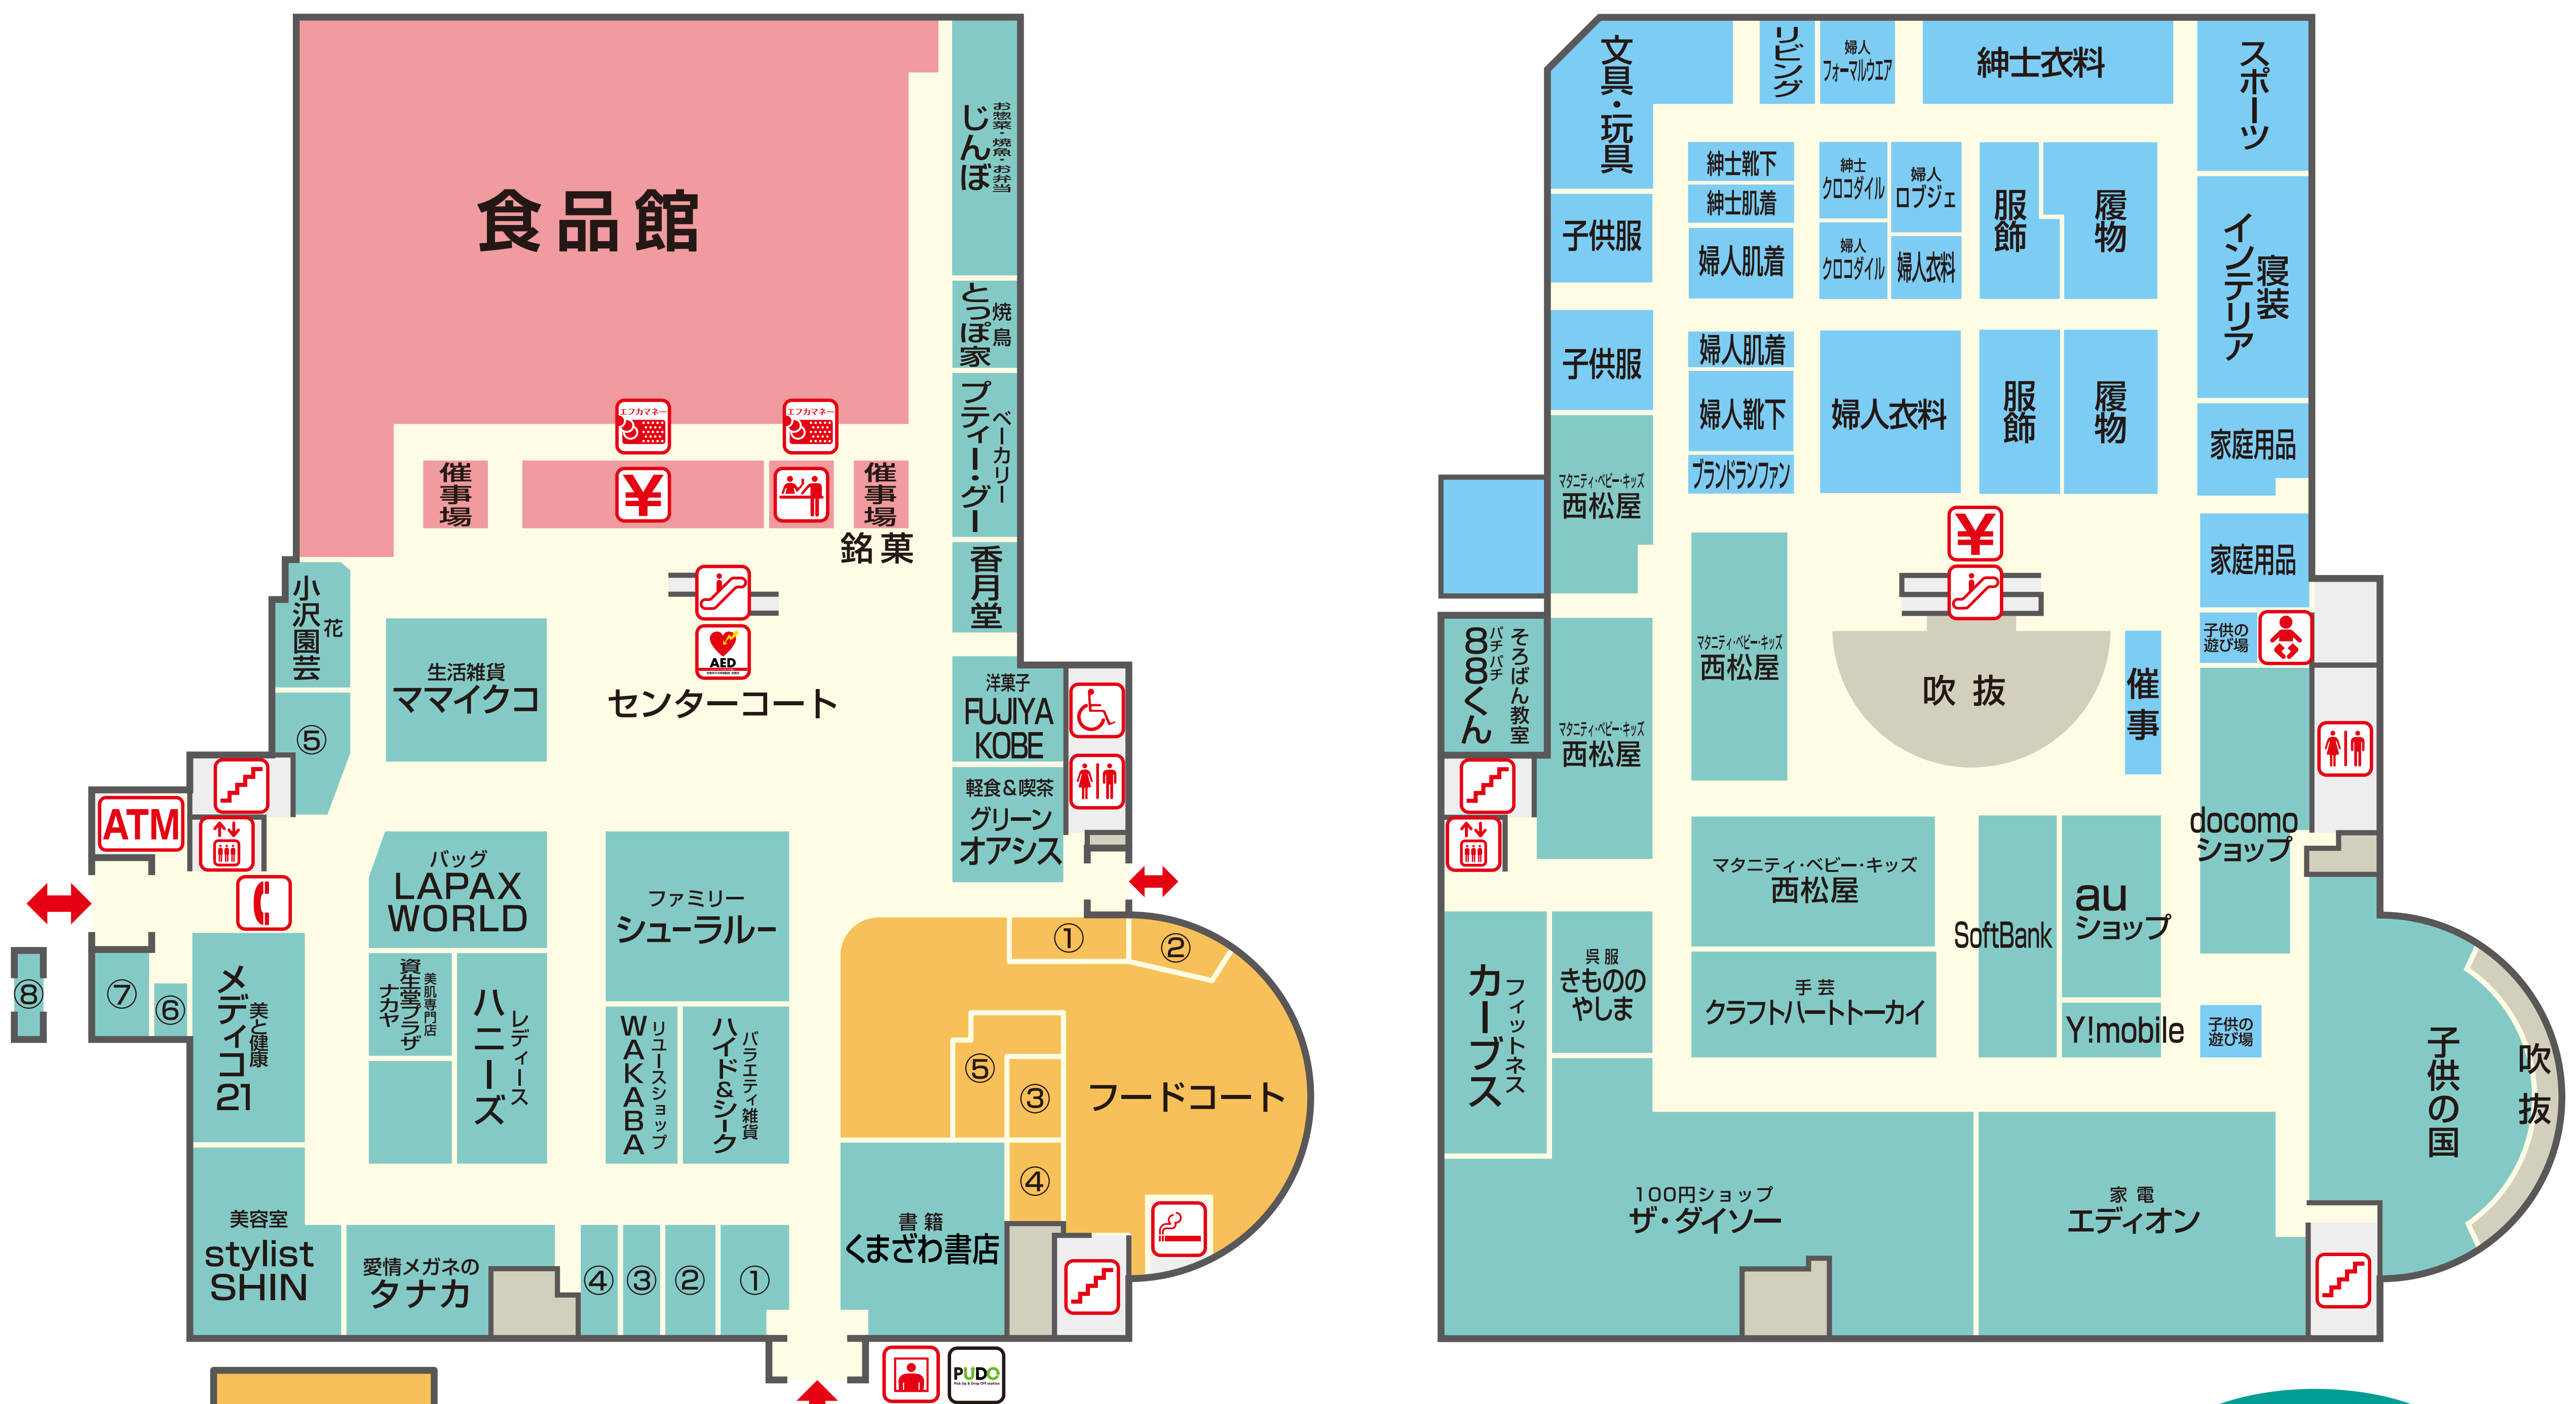 食品館
お惣菜・焼魚・お弁当
じんぼ
焼鳥
とっぽ家
ベーカリー
プティー・グー
香月堂
エフカマネー
エフカマネー
催事場
¥
催事場
銘菓
小沢園芸
花
⑤
生活雑貨
ママイクコ
AED
センターコート
洋菓子
FUJIYA
KOBE
軽食&喫茶
グリーン
オアシス
ATM
バッグ
LAPAX
WORLD
ファミリー
シューラルー
⑧
⑦
⑥
美と健康
メディコ21
美肌専門店
資生堂プラザ
ナカヤ
レディース
ハニーズ
リユースショップ
WAKABA
バラエティ雑貨
ハイド&シーク
①
②
⑤
③
④
フードコート
美容室
stylist
SHIN
愛情メガネの
タナカ
④
③
②
①
書籍
くまざわ書店
PUDO
Pick Up & Drop Off station
文具・玩具
リビング
婦人
フォーマルウエア
紳士衣料
スポーツ
紳士靴下
紳士肌着
婦人肌着
紳士
クロコダイル
婦人
ロブジェ
婦人
クロコダイル
婦人衣料
服飾
履物
寝装
インテリア
子供服
子供服
婦人肌着
婦人靴下
ブランドランファン
婦人衣料
服飾
履物
家庭用品
家庭用品
マタニティ・ベビー・キッズ
西松屋
¥
子供の
遊び場
そろばん教室
パチパチ
88くん
マタニティ・ベビー・キッズ
西松屋
マタニティ・ベビー・キッズ
西松屋
吹抜
催事
docomo
ショップ
マタニティ・ベビー・キッズ
西松屋
SoftBank
au
ショップ
Y!mobile
子供の
遊び場
フィットネス
カーブス
呉服
きものの
やしま
手芸
クラフトハートトーカイ
子供の国
吹抜
100円ショップ
ザ・ダイソー
家電
エディオン